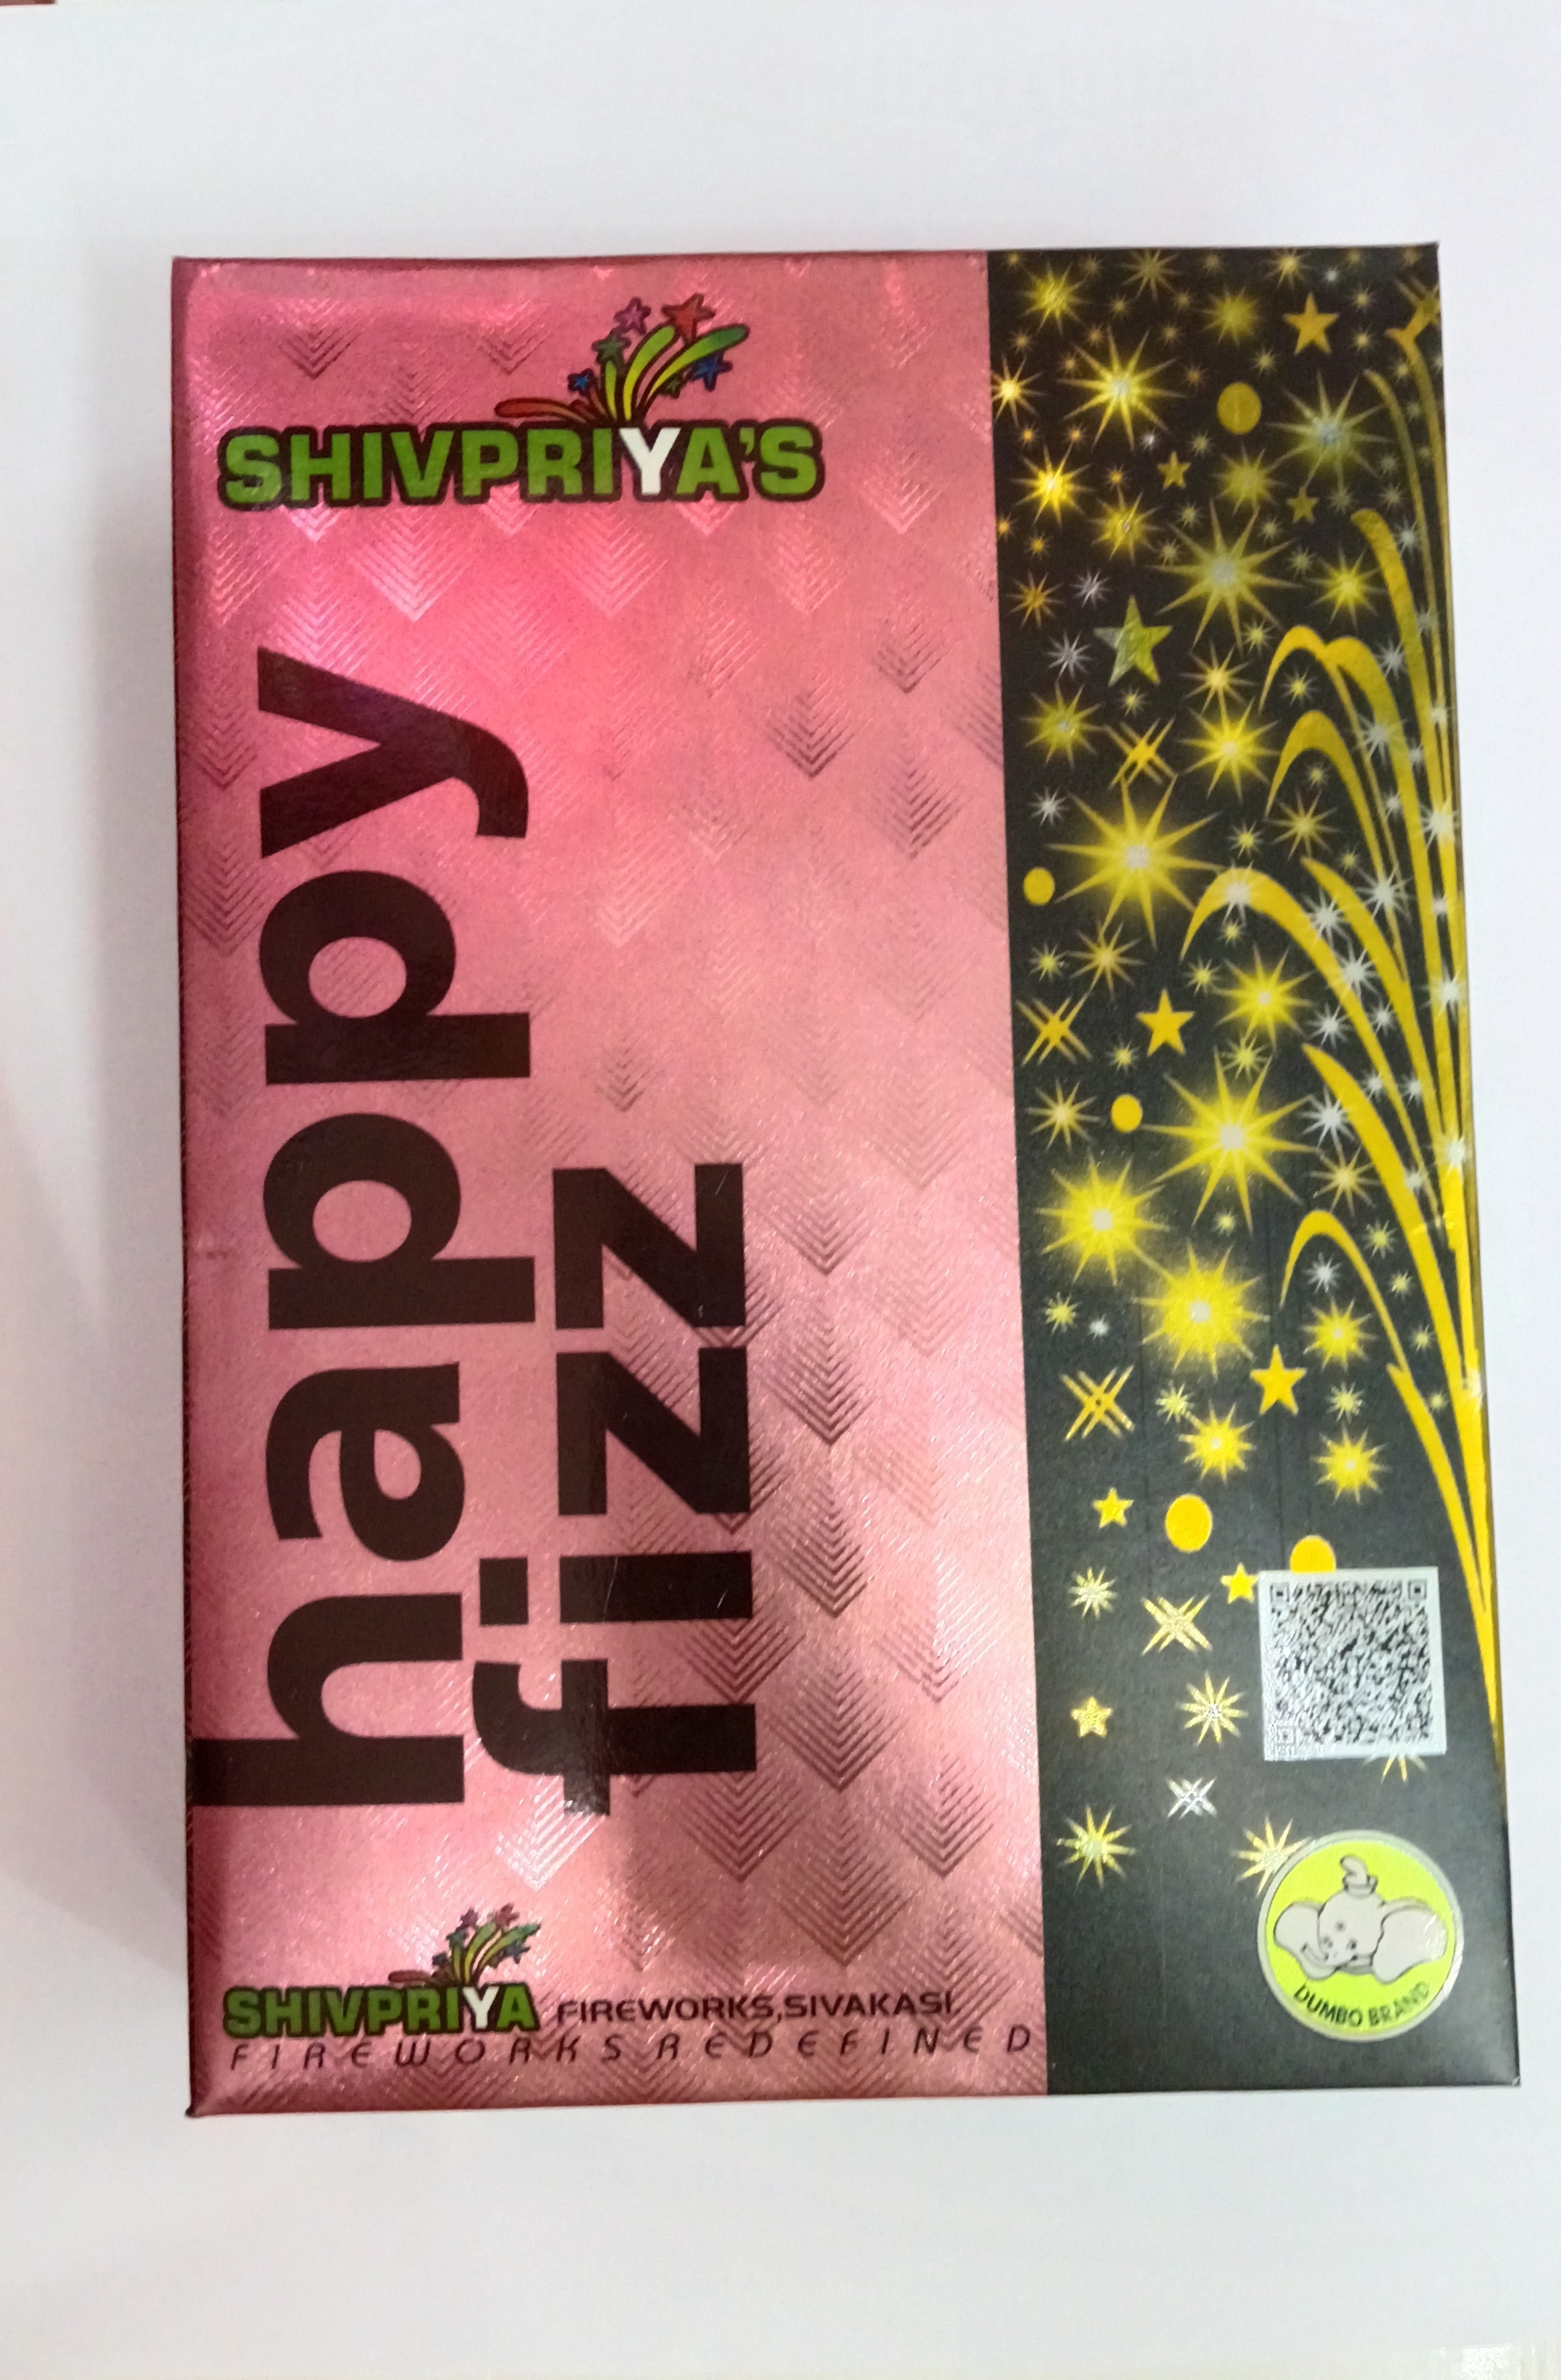 SHIVPRIYA'S
happy
fizz
SHIVPRIYA FIREWORKS,SIVAKASI.
FIREWORKS REDEFINED
DUMBO BRAND